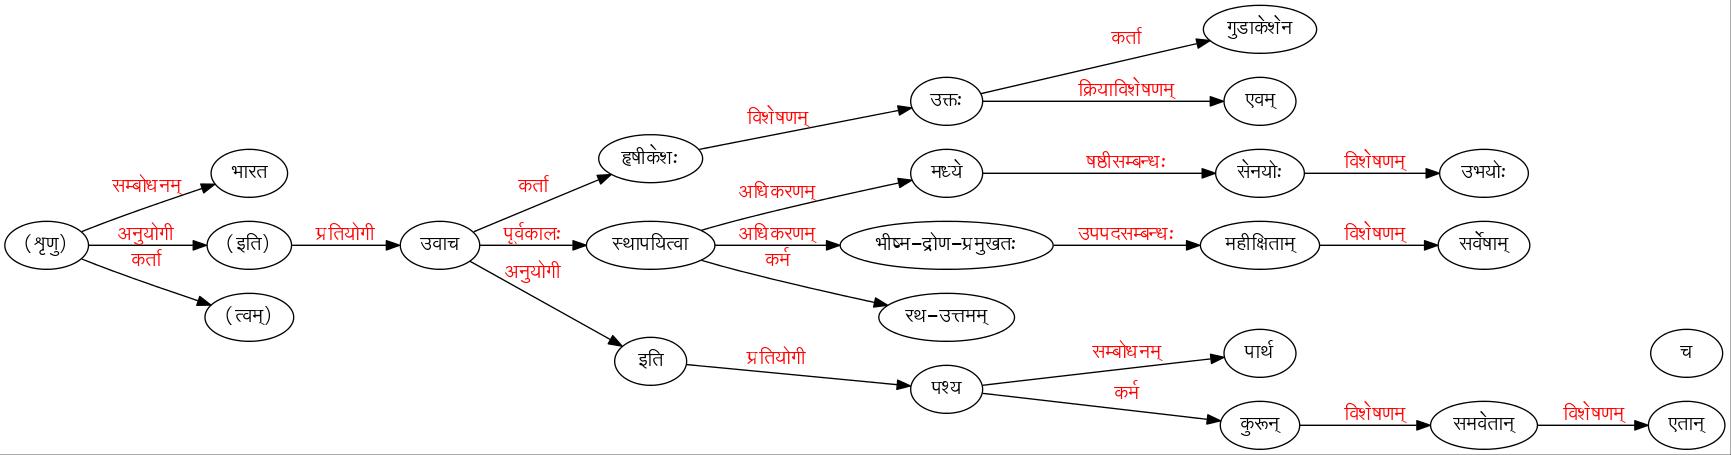 गुडाकेशेन
कर्ता
क्रियाविशेषणम्
उक्तः
एवम्
विशेषणम्
हृषीकेशः
मध्ये
षष्ठीसम्बन्धः
सेनयोः
विशेषणम्
उभयोः
भारत
सम्बोधनम्
कर्ता
अधिकरणम्
(शृणु)
अनुयोगी
(इति)
प्रतियोगी
उवाच
पूर्वकालः
स्थापयित्वा
अधिकरणम्
भीष्म-द्रोण-प्रमुखतः
उपपदसम्बन्धः
महीक्षिताम्
विशेषणम्
सर्वेषाम्
कर्ता
अनुयोगी
कर्म
(त्वम्)
रथ-उत्तमम्
इति
प्रतियोगी
पश्य
सम्बोधनम्
पार्थ
च
कर्म
कुरून्
विशेषणम्
समवेतान्
विशेषणम्
एतान्